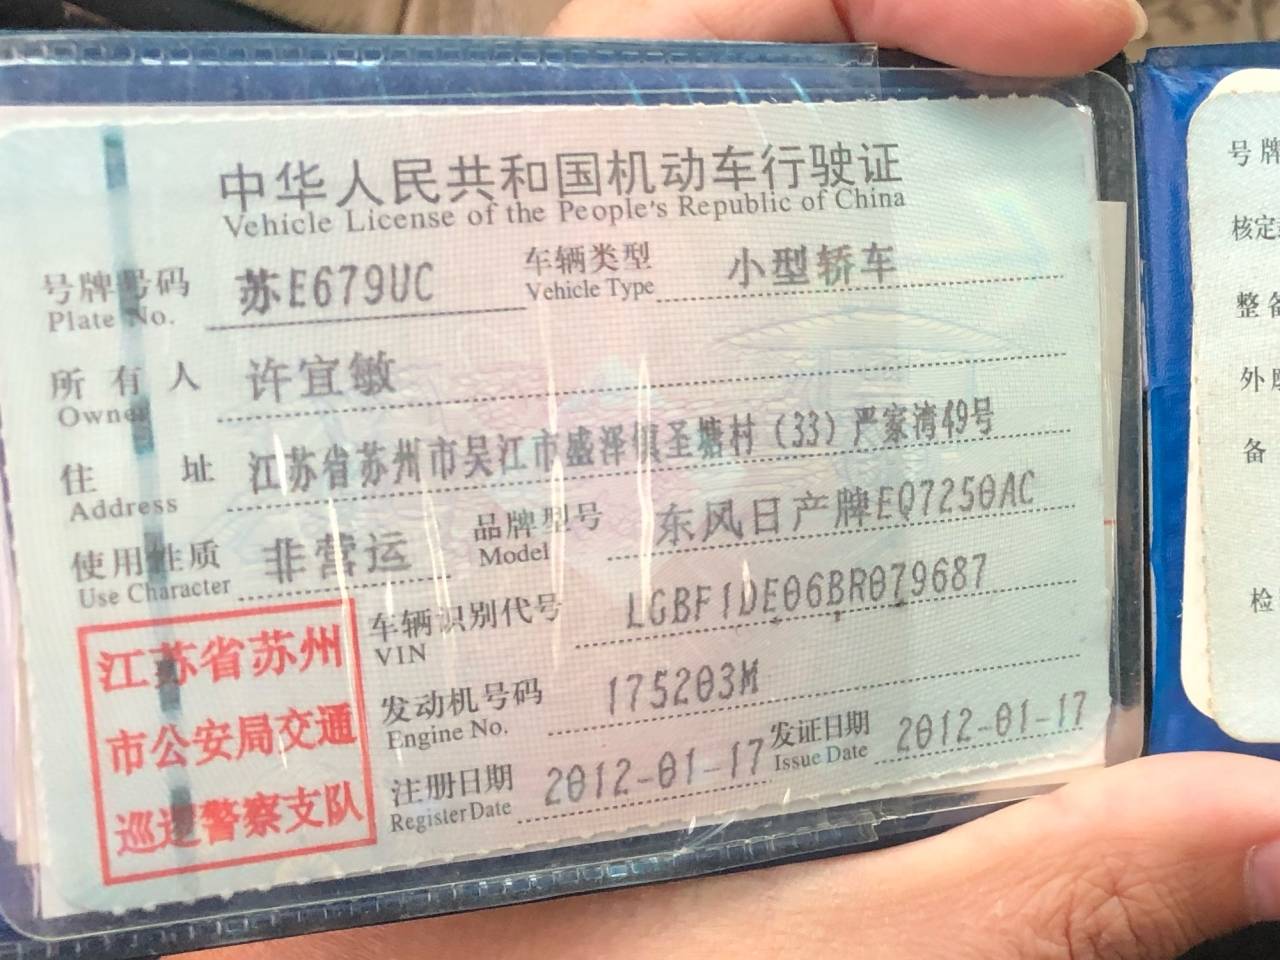 中华人民共和国机动车行驶证
Vehicle License of the People's Republic of China
号牌号码 苏E679UC 车辆类型 小型轿车
Plate No. Vehicle Type
所有人 许宜敏
Owner
住址 江苏省苏州市吴江市盛泽镇圣塘村（33）严家湾49号
Address
使用性质 非营运 品牌型号 东风日产牌EQ7250AC
Use Character Model
车辆识别代号 LGBF1DE06BR079687
VIN
发动机号码 175203M
Engine No.
注册日期 2012-01-17 发证日期 2012-01-17
Register Date Issue Date
江苏省苏州
市公安局交通
巡逻警察支队
号牌
核定
整备
外
备
检